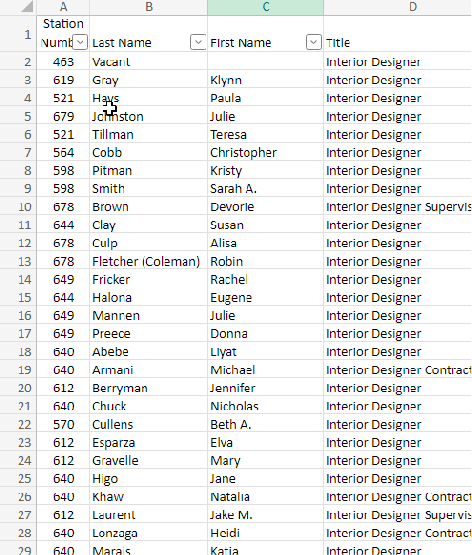 A B C D
Station
1 Numb Last Name First Name Title
2 463 Vacant Interior Designer
3 619 Gray Klynn Interior Designer
4 521 Hays Paula Interior Designer
5 679 Johnston Julie Interior Designer
6 521 Tillman Teresa Interior Designer
7 564 Cobb Christopher Interior Designer
8 598 Pitman Kristy Interior Designer
9 598 Smith Sarah A. Interior Designer
10 678 Brown Devorie Interior Designer Supervis
11 644 Clay Susan Interior Designer
12 678 Culp Alisa Interior Designer
13 678 Fletcher (Coleman) Robin Interior Designer
14 649 Fricker Rachel Interior Designer
15 644 Halona Eugene Interior Designer
16 649 Mannen Julie Interior Designer
17 649 Preece Donna Interior Designer
18 640 Abebe Liyat Interior Designer
19 640 Armani Michael Interior Designer Contract
20 612 Berryman Jennifer Interior Designer
21 640 Chuck Nicholas Interior Designer
22 570 Cullens Beth A. Interior Designer
23 612 Esparza Elva Interior Designer
24 612 Gravelle Mary Interior Designer
25 640 Higo Jane Interior Designer
26 640 Khaw Natalia Interior Designer Contract
27 612 Laurent Jake M. Interior Designer Supervis
28 640 Lonzaga Heidi Interior Designer Contract
29 640 Marais Katia Interior Designer